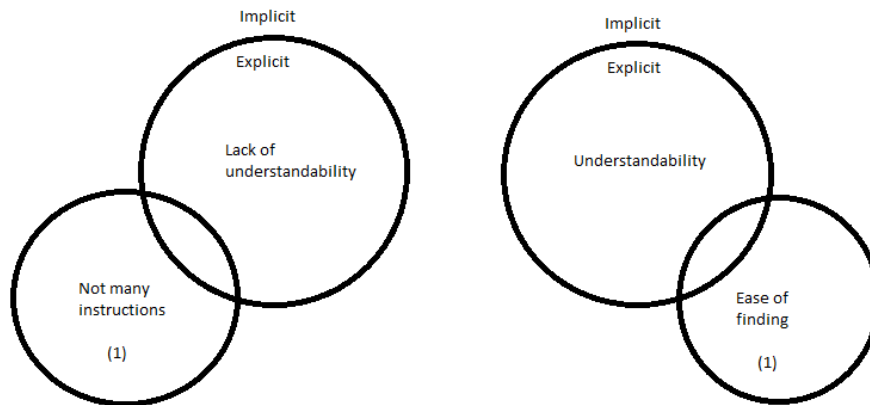 Implicit
Explicit
Lack of
understandability
Not many
instructions
(1)
Implicit
Explicit
Understandability
Ease of
finding
(1)